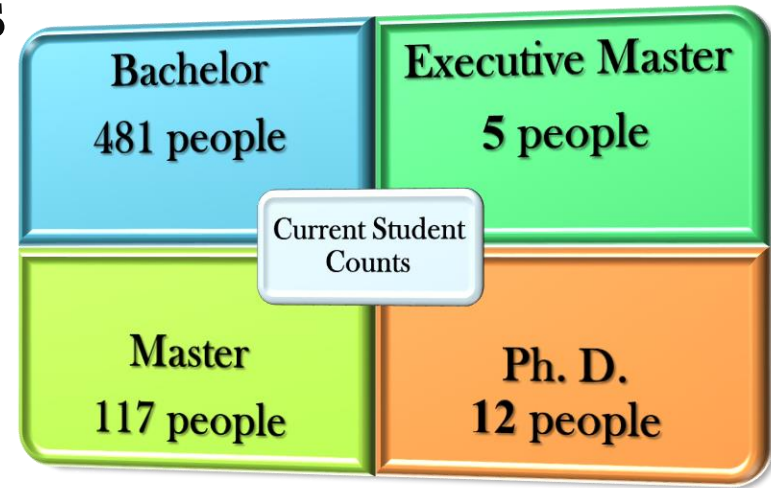 s
Bachelor
481 people
Executive Master
5 people
Current Student
Counts
Master
117 people
Ph. D.
12 people